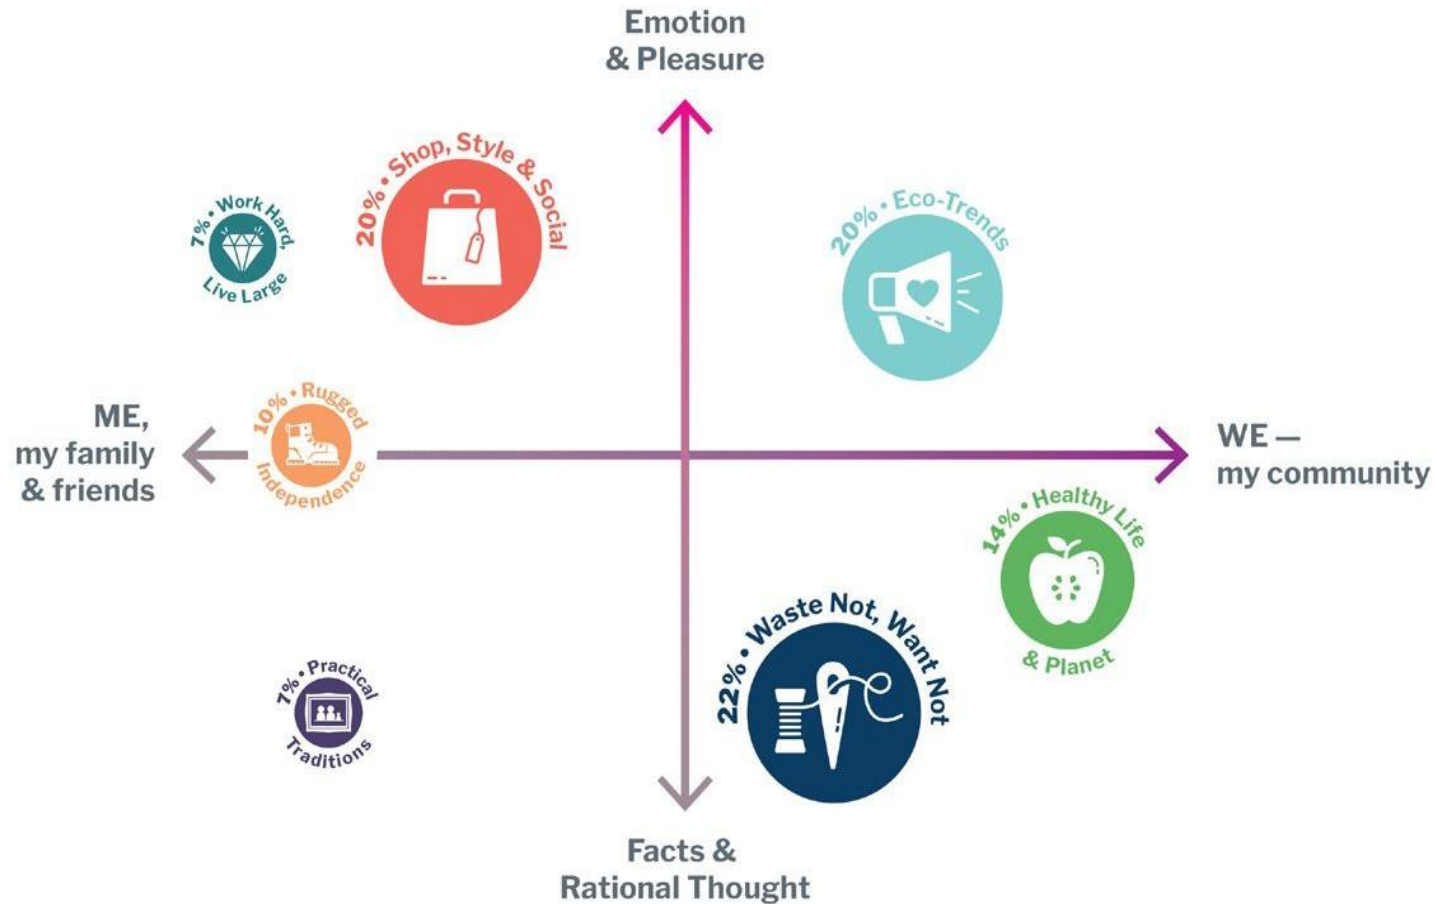 Emotion
& Pleasure
20% • Shop, Style & Social
7% • Work Hard,
Live Large
20% • Eco-Trends
10% • Rugged
Independence
ME,
my family
& friends
WE —
my community
14% • Healthy Life
& Planet
22% • Waste Not, Want Not
7% • Practical
Traditions
Facts &
Rational Thought